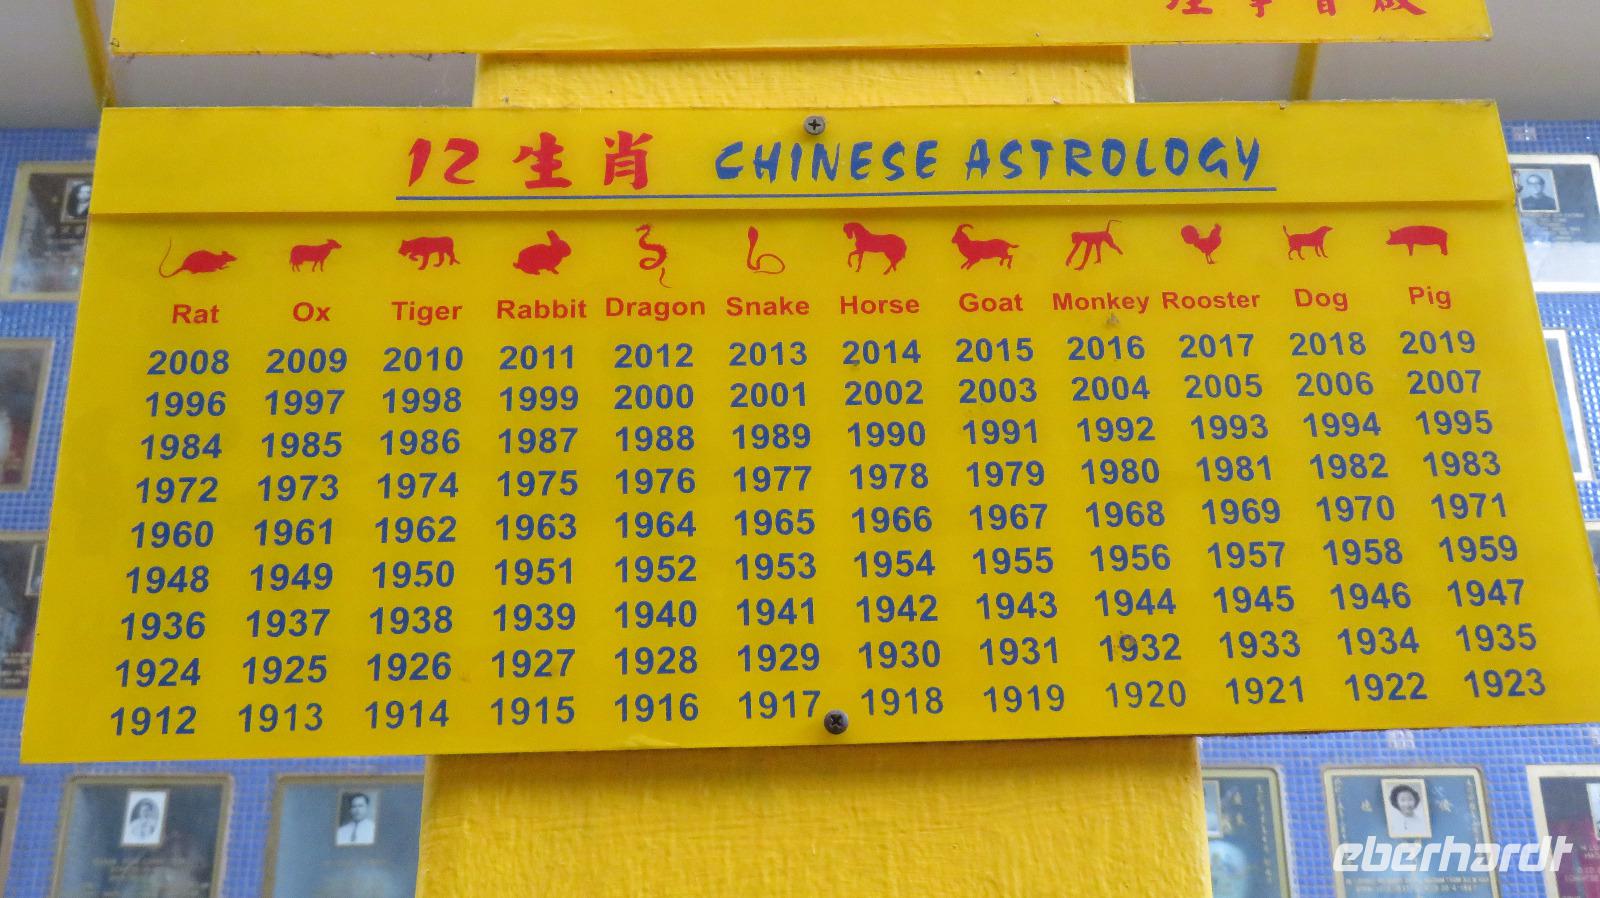 12 生肖 CHINESE ASTROLOGY
Rat Ox Tiger Rabbit Dragon Snake Horse Goat Monkey Rooster Dog Pig
2008 2009 2010 2011 2012 2013 2014 2015 2016 2017 2018 2019
1996 1997 1998 1999 2000 2001 2002 2003 2004 2005 2006 2007
1984 1985 1986 1987 1988 1989 1990 1991 1992 1993 1994 1995
1972 1973 1974 1975 1976 1977 1978 1979 1980 1981 1982 1983
1960 1961 1962 1963 1964 1965 1966 1967 1968 1969 1970 1971
1948 1949 1950 1951 1952 1953 1954 1955 1956 1957 1958 1959
1936 1937 1938 1939 1940 1941 1942 1943 1944 1945 1946 1947
1924 1925 1926 1927 1928 1929 1930 1931 1932 1933 1934 1935
1912 1913 1914 1915 1916 1917 1918 1919 1920 1921 1922 1923
eberhardt